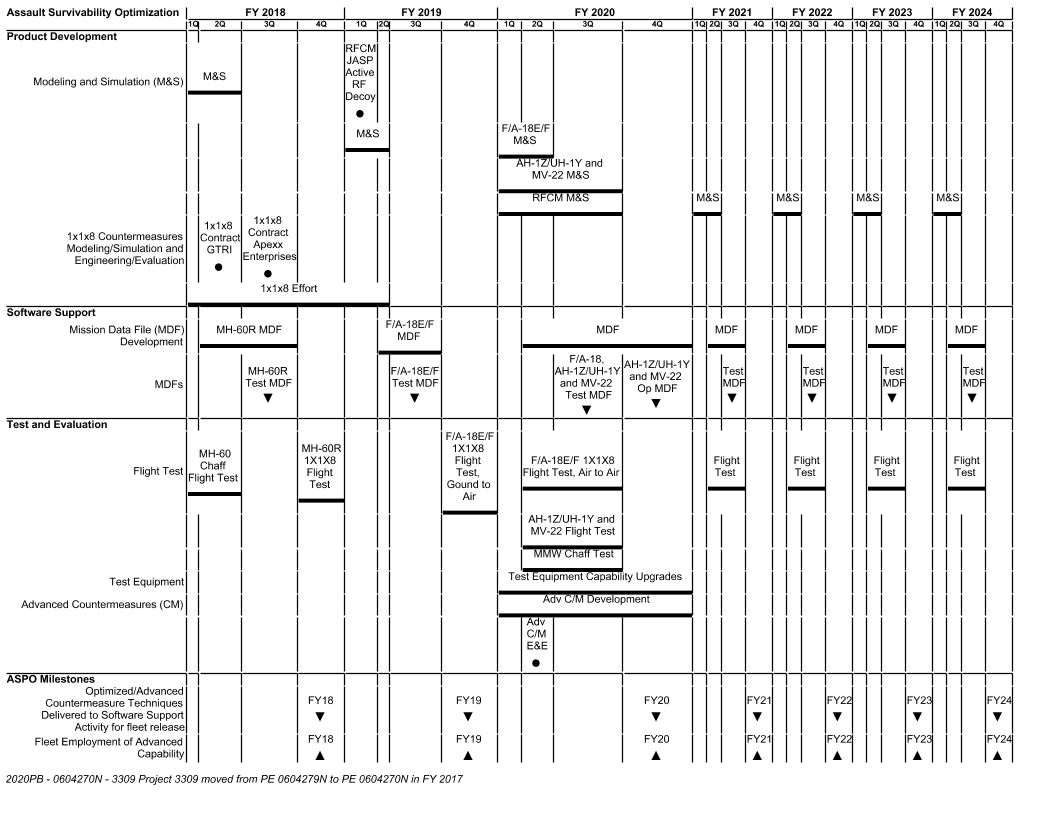 Assault Survivability Optimization
FY 2018
FY 2019
FY 2020
FY 2021
FY 2022
FY 2023
FY 2024
1Q 2Q 3Q 4Q 1Q 2Q 3Q 4Q 1Q 2Q 3Q 4Q 1Q 2Q 3Q 4Q 1Q 2Q 3Q 4Q 1Q 2Q 3Q 4Q 1Q 2Q 3Q 4Q
Product Development
Modeling and Simulation (M&S)
M&S
RFCM
JASP
Active
RF
Decoy
M&S
F/A-18E/F
M&S
AH-1Z/UH-1Y and
MV-22 M&S
RFCM M&S
M&S
M&S
M&S
M&S
1x1x8 Countermeasures
Modeling/Simulation and
Engineering/Evaluation
1x1x8
Contract
GTRI
1x1x8
Contract
Apexx
Enterprises
1x1x8 Effort
Software Support
Mission Data File (MDF)
Development
MH-60R MDF
F/A-18E/F
MDF
MDF
MDF
MDF
MDF
MDF
MDFs
MH-60R
Test MDF
F/A-18E/F
Test MDF
F/A-18,
AH-1Z/UH-1Y
and MV-22
Test MDF
AH-1Z/UH-1Y
and MV-22
Op MDF
Test
MDF
Test
MDF
Test
MDF
Test
MDF
Test and Evaluation
Flight Test
MH-60
Chaff
Flight Test
MH-60R
1X1X8
Flight
Test
F/A-18E/F
1X1X8
Flight
Test,
Gound to
Air
F/A-18E/F 1X1X8
Flight Test, Air to Air
Flight
Test
Flight
Test
Flight
Test
Flight
Test
AH-1Z/UH-1Y and
MV-22 Flight Test
MMW Chaff Test
Test Equipment
Test Equipment Capability Upgrades
Advanced Countermeasures (CM)
Adv C/M Development
Adv
C/M
E&E
ASPO Milestones
Optimized/Advanced
Countermeasure Techniques
Delivered to Software Support
Activity for fleet release
FY18
FY19
FY20
FY21
FY22
FY23
FY24
Fleet Employment of Advanced
Capability
FY18
FY19
FY20
FY21
FY22
FY23
FY24
2020PB - 0604270N - 3309 Project 3309 moved from PE 0604279N to PE 0604270N in FY 2017